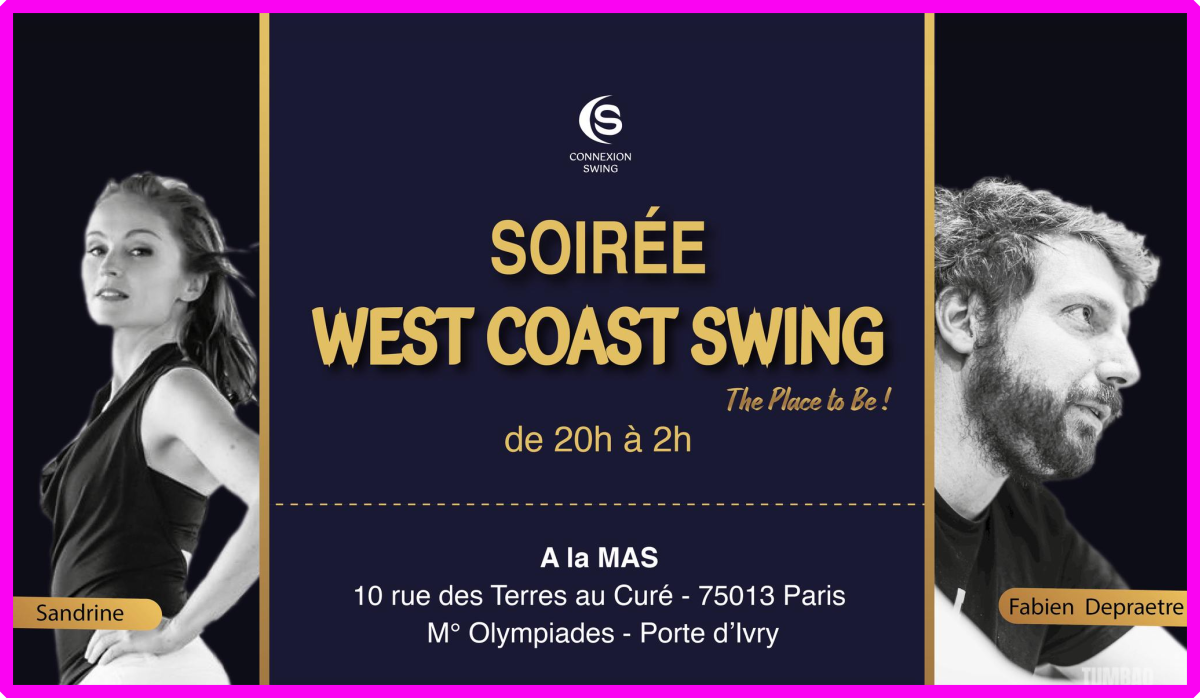 CONNEXION
SWING
SOIRÉE
WEST COAST SWING
The Place to Be !
de 20h à 2h
A la MAS
10 rue des Terres au Curé - 75013 Paris
M° Olympiades - Porte d'Ivry
Sandrine
Fabien Depraetre
TUMBAO